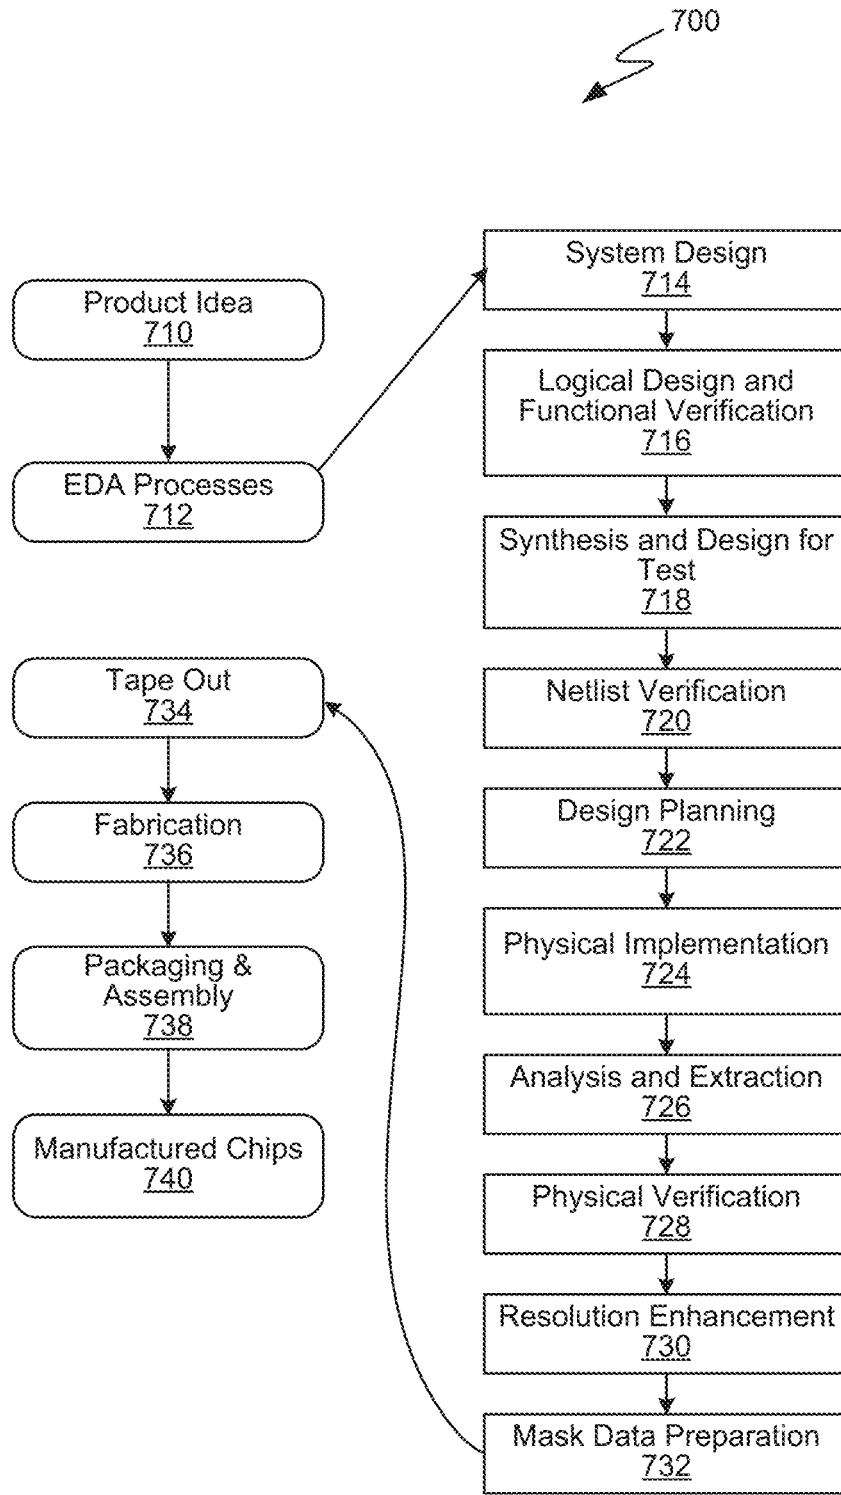 700
Product Idea
710
EDA Processes
712
System Design
714
Logical Design and
Functional Verification
716
Synthesis and Design for
Test
718
Netlist Verification
720
Design Planning
722
Physical Implementation
724
Analysis and Extraction
726
Physical Verification
728
Resolution Enhancement
730
Mask Data Preparation
732
Tape Out
734
Fabrication
736
Packaging &
Assembly
738
Manufactured Chips
740